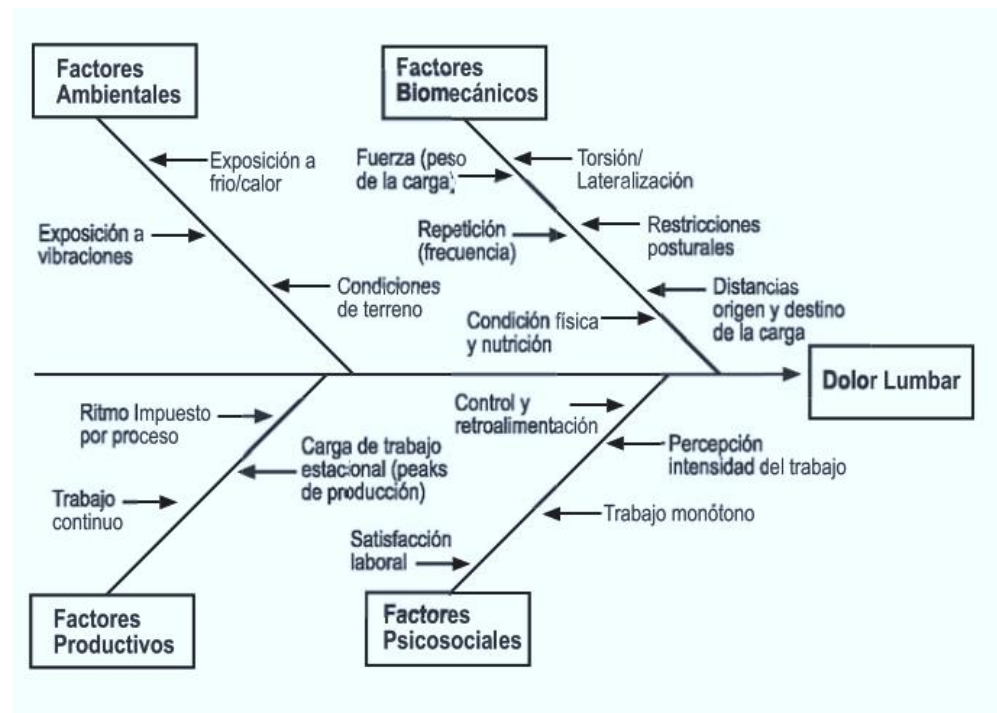 Factores
Ambientales
Factores
Biomecánicos
Exposición a
frio/calor
Exposición a
vibraciones
Condiciones
de terreno
Fuerza (peso
de la carga)
Torsión/
Lateralización
Repetición
(frecuencia)
Restricciones
posturales
Condición física
y nutrición
Distancias
origen y destino
de la carga
Dolor Lumbar
Ritmo Impuesto
por proceso
Carga de trabajo
estacional (peaks
de producción)
Trabajo
continuo
Control y
retroalimentación
Percepción
intensidad del trabajo
Trabajo monótono
Satisfacción
laboral
Factores
Productivos
Factores
Psicosociales